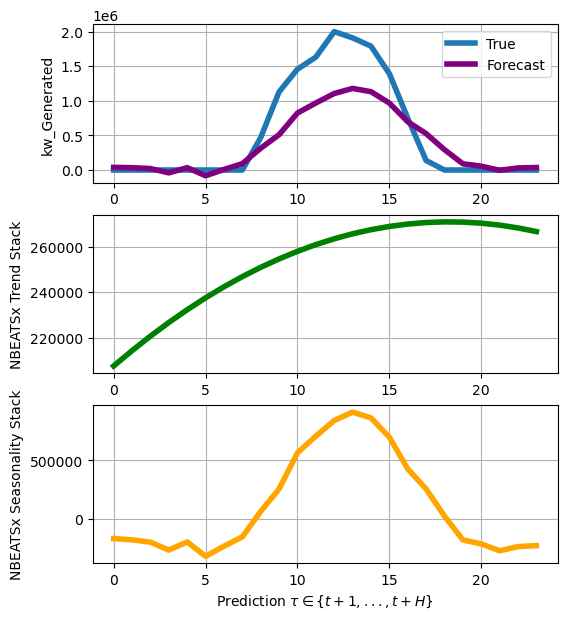 1e6
2.0
1.5
1.0
0.5
0.0
kw_Generated
True
Forecast
0 5 10 15 20
260000
240000
220000
NBEATSx Trend Stack
0 5 10 15 20
500000
0
NBEATSx Seasonality Stack
0 5 10 15 20
Prediction τ ∈ {t + 1, . . . , t + H}